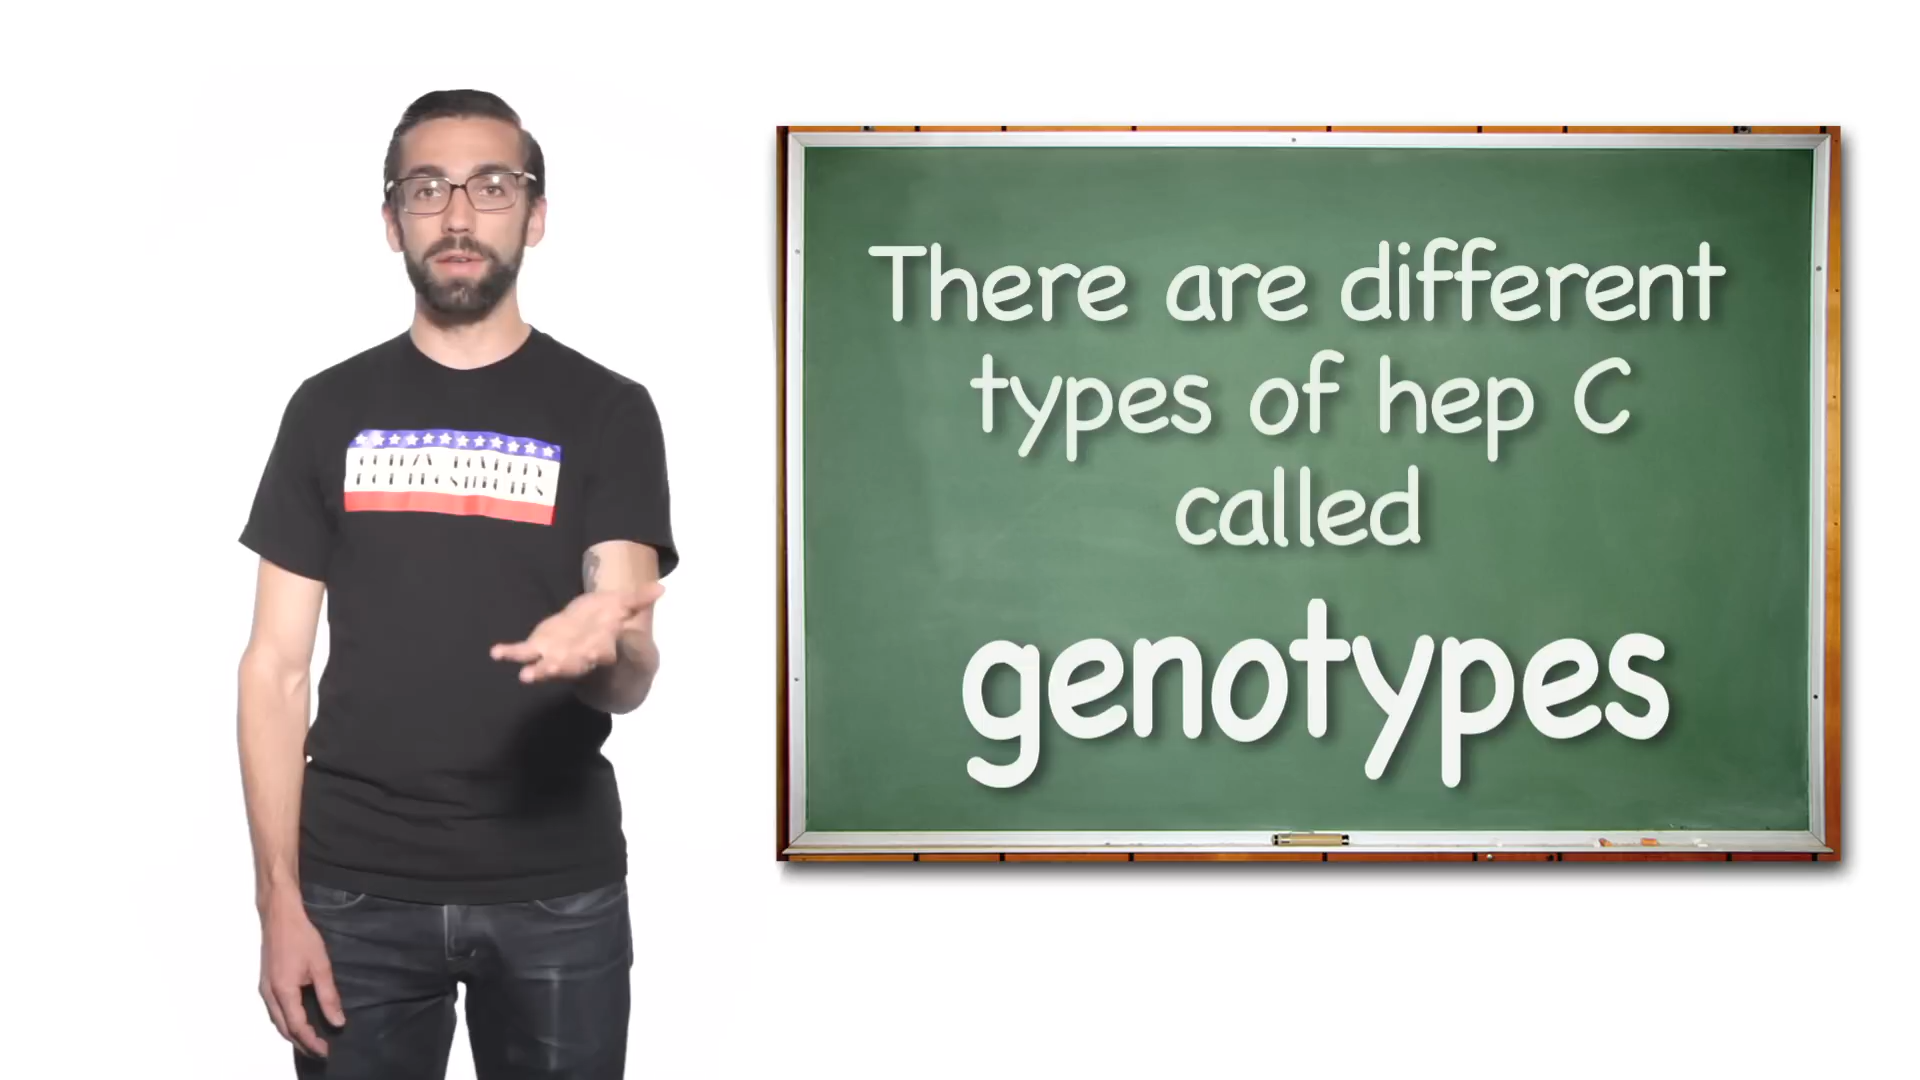 There are different
types of hep C
called
genotypes